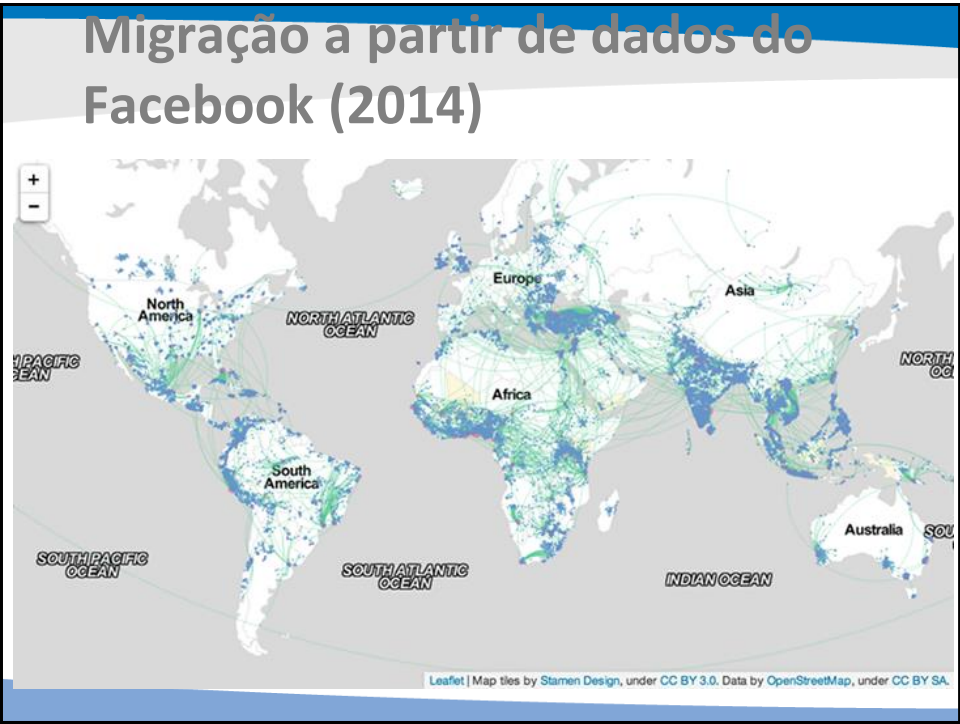 Migração a partir de dados do
Facebook (2014)
+
−
North
America
NORTH ATLANTIC
OCEAN
Europe
Asia
H PACIFIC
EAN
NORTH
OC
Africa
South
America
Australia
SOU
SOUTH PACIFIC
OCEAN
SOUTH ATLANTIC
OCEAN
INDIAN OCEAN
Leaflet | Map tiles by Stamen Design, under CC BY 3.0. Data by OpenStreetMap, under CC BY SA.